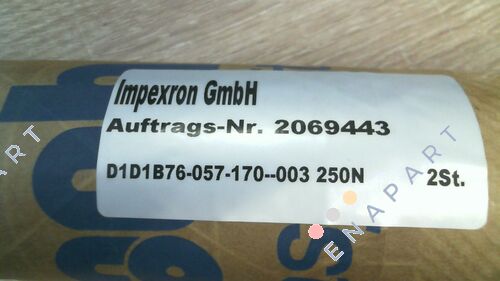 Impexron GmbH
Auftrags-Nr. 2069443
D1D1B76-057-170--003 250N 2St.
ENAPART